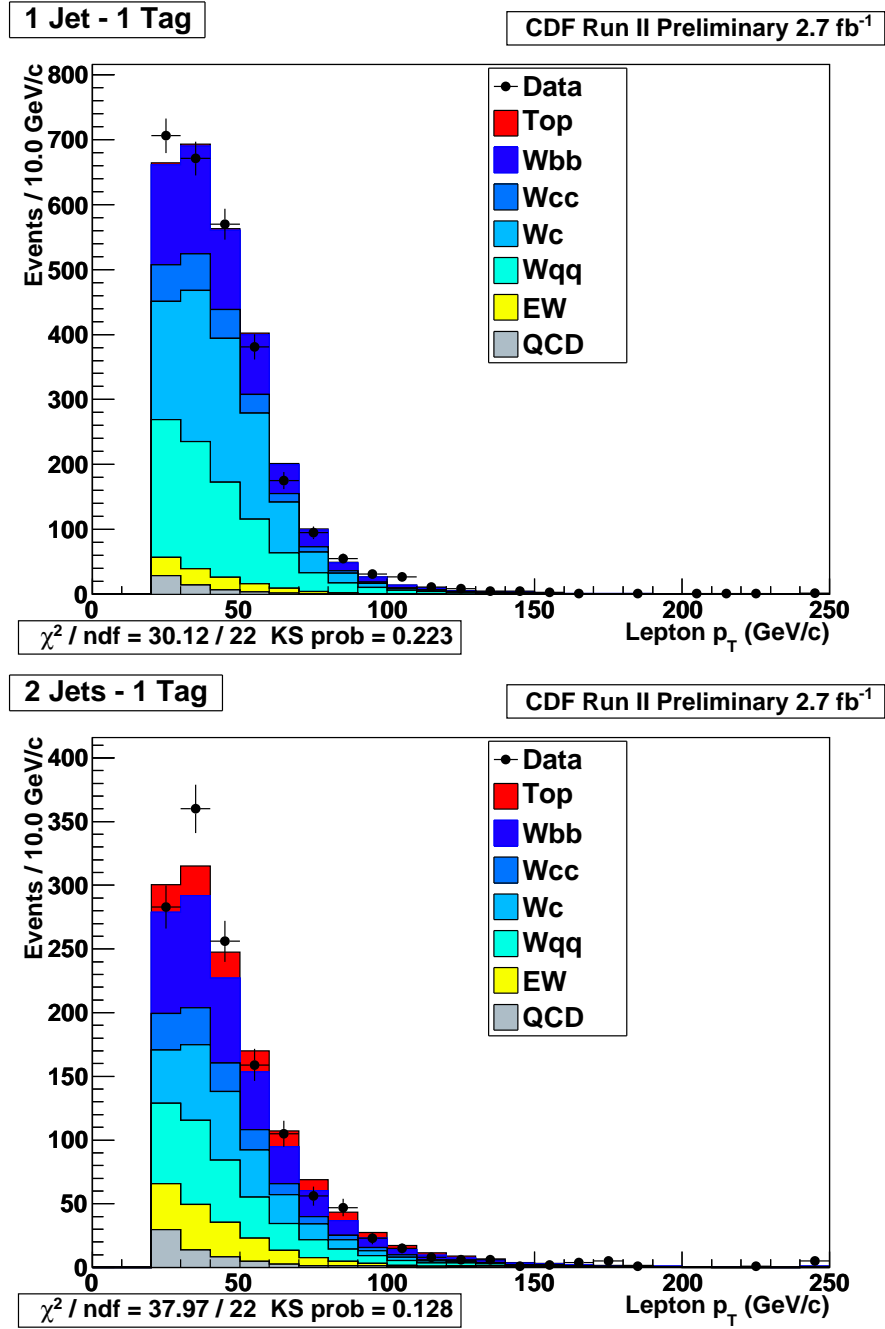 1 Jet - 1 Tag
CDF Run II Preliminary 2.7 fb⁻¹
Events / 10.0 GeV/c
800
700
600
500
400
300
200
100
0
Data
Top
Wbb
Wcc
Wc
Wqq
EW
QCD
0 50 100 150 200 250
Lepton p_T (GeV/c)
χ² / ndf = 30.12 / 22 KS prob = 0.223
2 Jets - 1 Tag
CDF Run II Preliminary 2.7 fb⁻¹
Events / 10.0 GeV/c
400
350
300
250
200
150
100
50
0
Data
Top
Wbb
Wcc
Wc
Wqq
EW
QCD
0 50 100 150 200 250
Lepton p_T (GeV/c)
χ² / ndf = 37.97 / 22 KS prob = 0.128